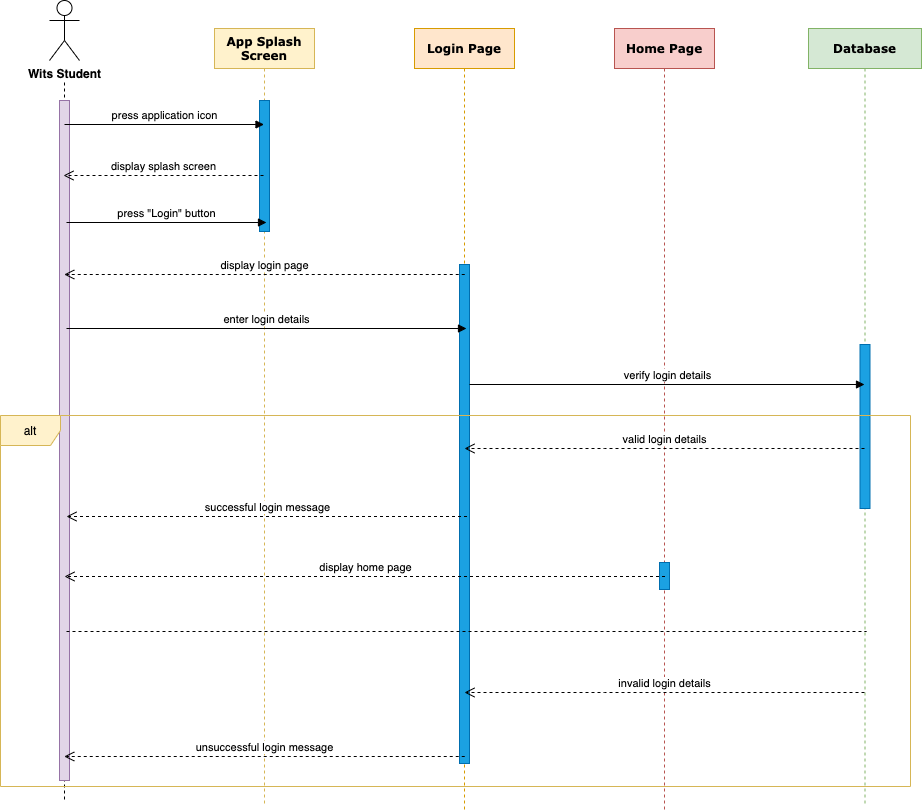 Wits Student
App Splash
Screen
Login Page
Home Page
Database
press application icon
display splash screen
press "Login" button
display login page
enter login details
verify login details
alt
valid login details
successful login message
display home page
invalid login details
unsuccessful login message